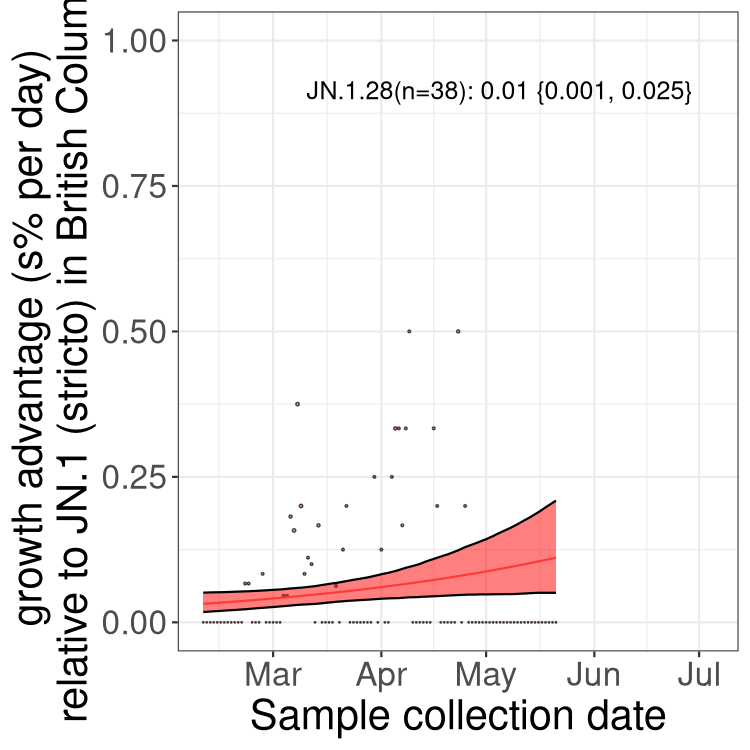 growth advantage (s% per day)
relative to JN.1 (stricto) in British Colum
1.00
0.75
0.50
0.25
0.00
JN.1.28(n=38): 0.01 {0.001, 0.025}
Mar Apr May Jun Jul
Sample collection date